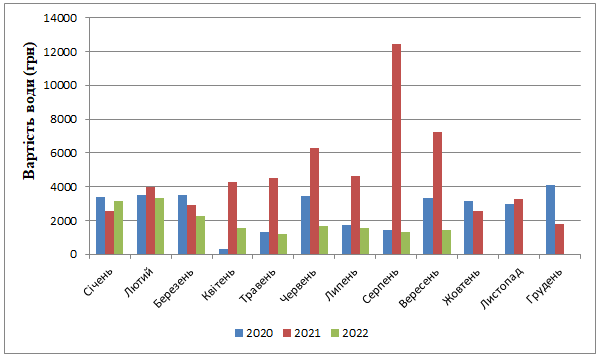 Вартість води (грн)
14000
12000
10000
8000
6000
4000
2000
0
Січень
Лютий
Березень
Квітень
Травень
Червень
Липень
Серпень
Вересень
Жовтень
Листопад
Грудень
2020 2021 2022